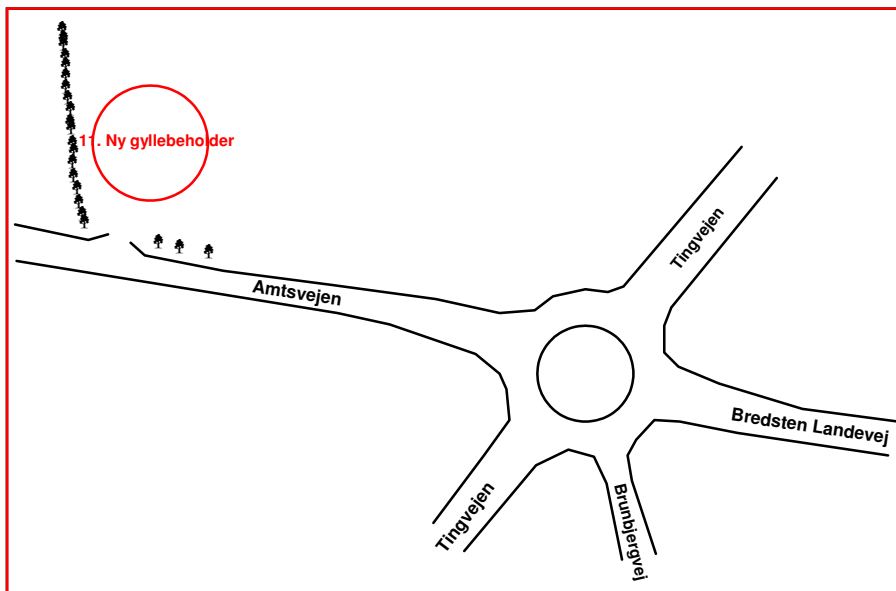 11. Ny gyllebeholder
Tingvejen
Amtsvejen
Bredsten Landevej
Tingvejen
Brunbjergvej